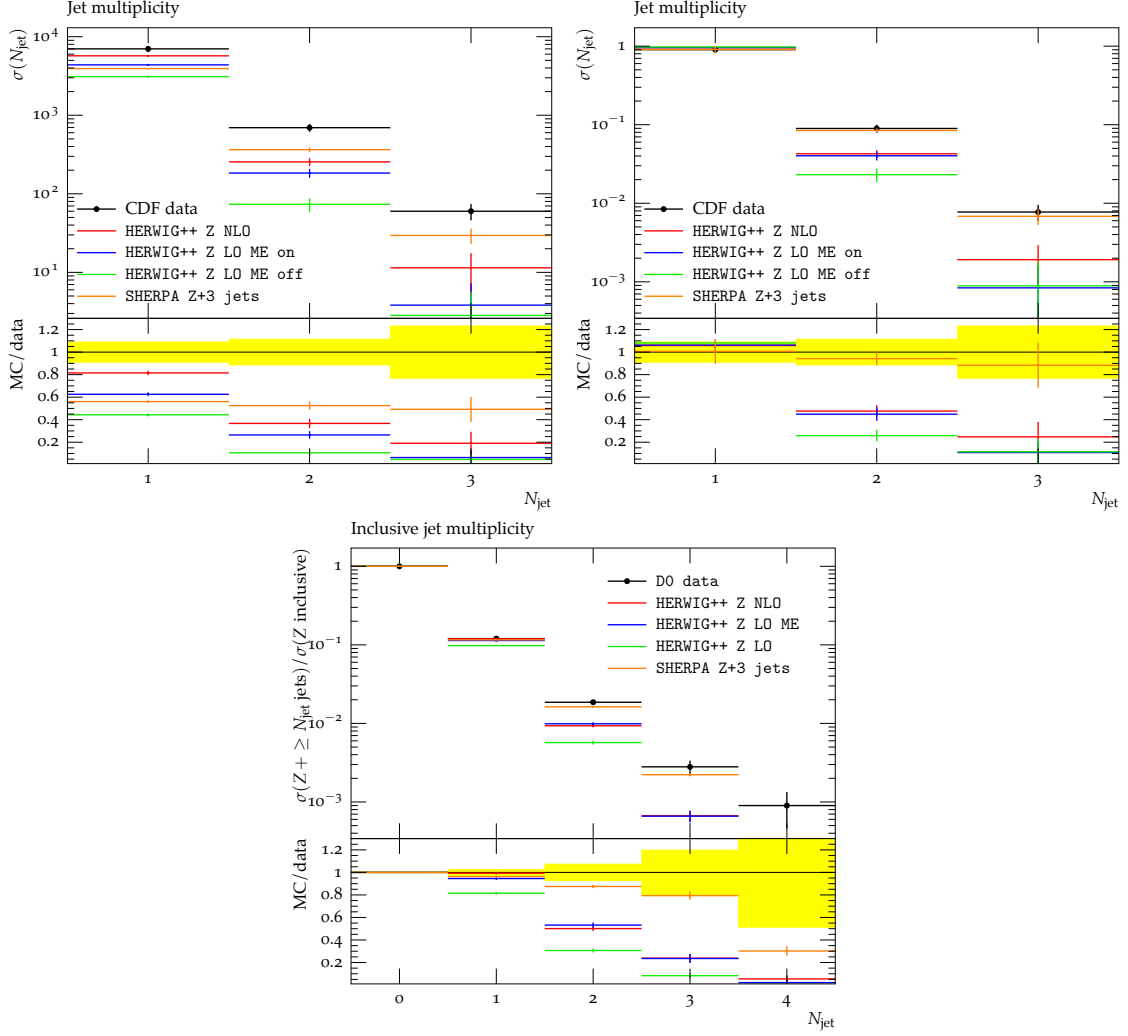 Jet multiplicity
σ(N_jet)
10^4
10^3
10^2
10^1
CDF data
HERWIG++ Z NLO
HERWIG++ Z LO ME on
HERWIG++ Z LO ME off
SHERPA Z+3 jets
MC/data
1.2
1
0.8
0.6
0.4
0.2
1
2
3
N_jet
Jet multiplicity
σ(N_jet)
1
10^−1
10^−2
10^−3
CDF data
HERWIG++ Z NLO
HERWIG++ Z LO ME on
HERWIG++ Z LO ME off
SHERPA Z+3 jets
MC/data
1.2
1
0.8
0.6
0.4
0.2
1
2
3
N_jet
Inclusive jet multiplicity
σ(Z + ≥ N_jet jets)/σ(Z inclusive)
1
10^−1
10^−2
10^−3
D0 data
HERWIG++ Z NLO
HERWIG++ Z LO ME
HERWIG++ Z LO
SHERPA Z+3 jets
MC/data
1.2
1
0.8
0.6
0.4
0.2
0
1
2
3
4
N_jet